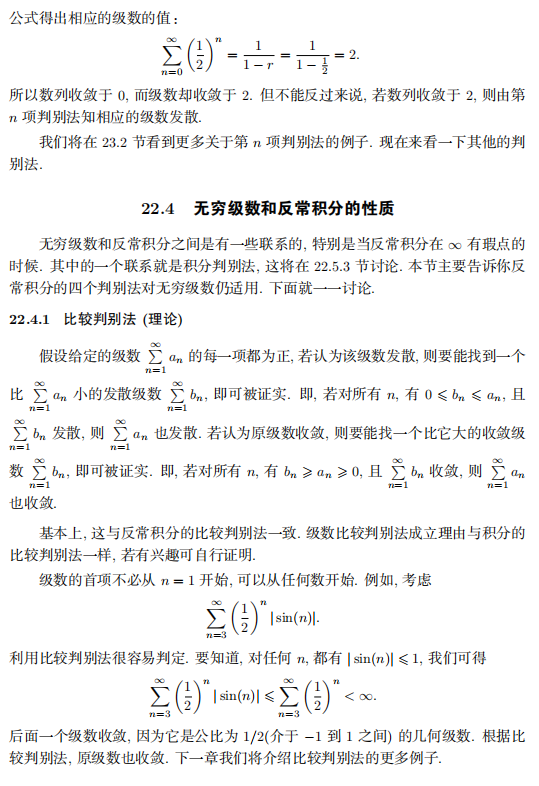 公式得出相应的级数的值:
$$\sum_{n=0}^{\infty}\left(\frac{1}{2}\right)^n = \frac{1}{1-r} = \frac{1}{1-\frac{1}{2}} = 2.$$
所以数列收敛于 0, 而级数却收敛于 2. 但不能反过来说, 若数列收敛于 2, 则由第
n 项判别法知相应的级数发散.
我们将在 23.2 节看到更多关于第 n 项判别法的例子. 现在来看一下其他的判
别法.
22.4 无穷级数和反常积分的性质
无穷级数和反常积分之间是有一些联系的, 特别是当反常积分在 ∞ 有瑕点的
时候. 其中的一个联系就是积分判别法, 这将在 22.5.3 节讨论. 本节主要告诉你反
常积分的四个判别法对无穷级数仍适用. 下面就一一讨论.
22.4.1 比较判别法 (理论)
假设给定的级数 $\sum_{n=1}^{\infty} a_n$ 的每一项都为正, 若认为该级数发散, 则要能找到一个
比 $\sum_{n=1}^{\infty} a_n$ 小的发散级数 $\sum_{n=1}^{\infty} b_n$, 即可被证实. 即, 若对所有 n, 有 $0 \leqslant b_n \leqslant a_n$, 且
$\sum_{n=1}^{\infty} b_n$ 发散, 则 $\sum_{n=1}^{\infty} a_n$ 也发散. 若认为原级数收敛, 则要能找一个比它大的收敛级
数 $\sum_{n=1}^{\infty} b_n$, 即可被证实. 即, 若对所有 n, 有 $b_n \geqslant a_n \geqslant 0$, 且 $\sum_{n=1}^{\infty} b_n$ 收敛, 则 $\sum_{n=1}^{\infty} a_n$
也收敛.
基本上, 这与反常积分的比较判别法一致. 级数比较判别法成立理由与积分的
比较判别法一样, 若有兴趣可自行证明.
级数的首项不必从 n = 1 开始, 可以从任何数开始. 例如, 考虑
$$\sum_{n=3}^{\infty}\left(\frac{1}{2}\right)^n |\sin(n)|.$$
利用比较判别法很容易判定. 要知道, 对任何 n, 都有 $|\sin(n)| \leqslant 1$, 我们可得
$$\sum_{n=3}^{\infty}\left(\frac{1}{2}\right)^n |\sin(n)| \leqslant \sum_{n=3}^{\infty}\left(\frac{1}{2}\right)^n < \infty.$$
后面一个级数收敛, 因为它是公比为 1/2(介于 −1 到 1 之间) 的几何级数. 根据比
较判别法, 原级数也收敛. 下一章我们将介绍比较判别法的更多例子.